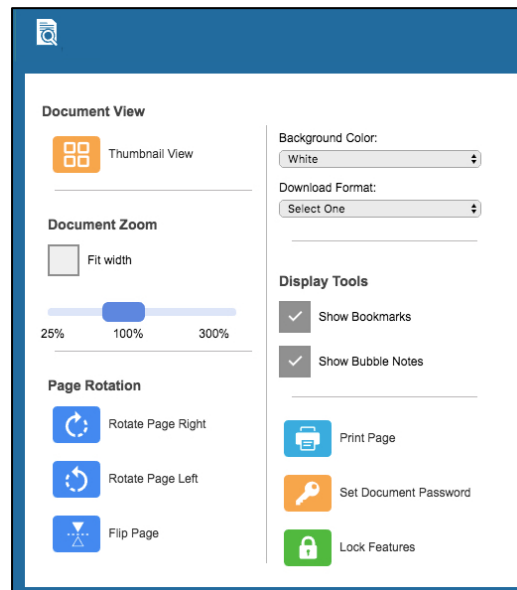 Document View
Thumbnail View
Document Zoom
Fit width
25% 100% 300%
Page Rotation
Rotate Page Right
Rotate Page Left
Flip Page
Background Color:
White
Download Format:
Select One
Display Tools
Show Bookmarks
Show Bubble Notes
Print Page
Set Document Password
Lock Features